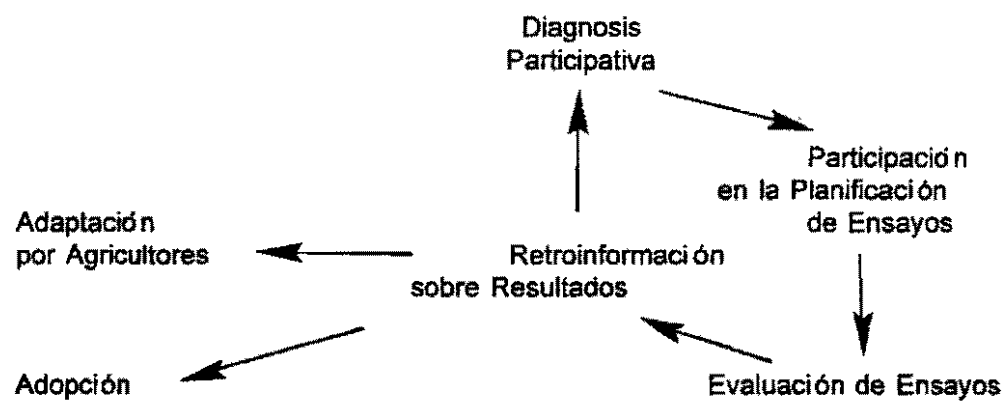 Diagnosis
Participativa
Participación
en la Planificación
de Ensayos
Adaptación
por Agricultores
Retroinformación
sobre Resultados
Adopción
Evaluación de Ensayos